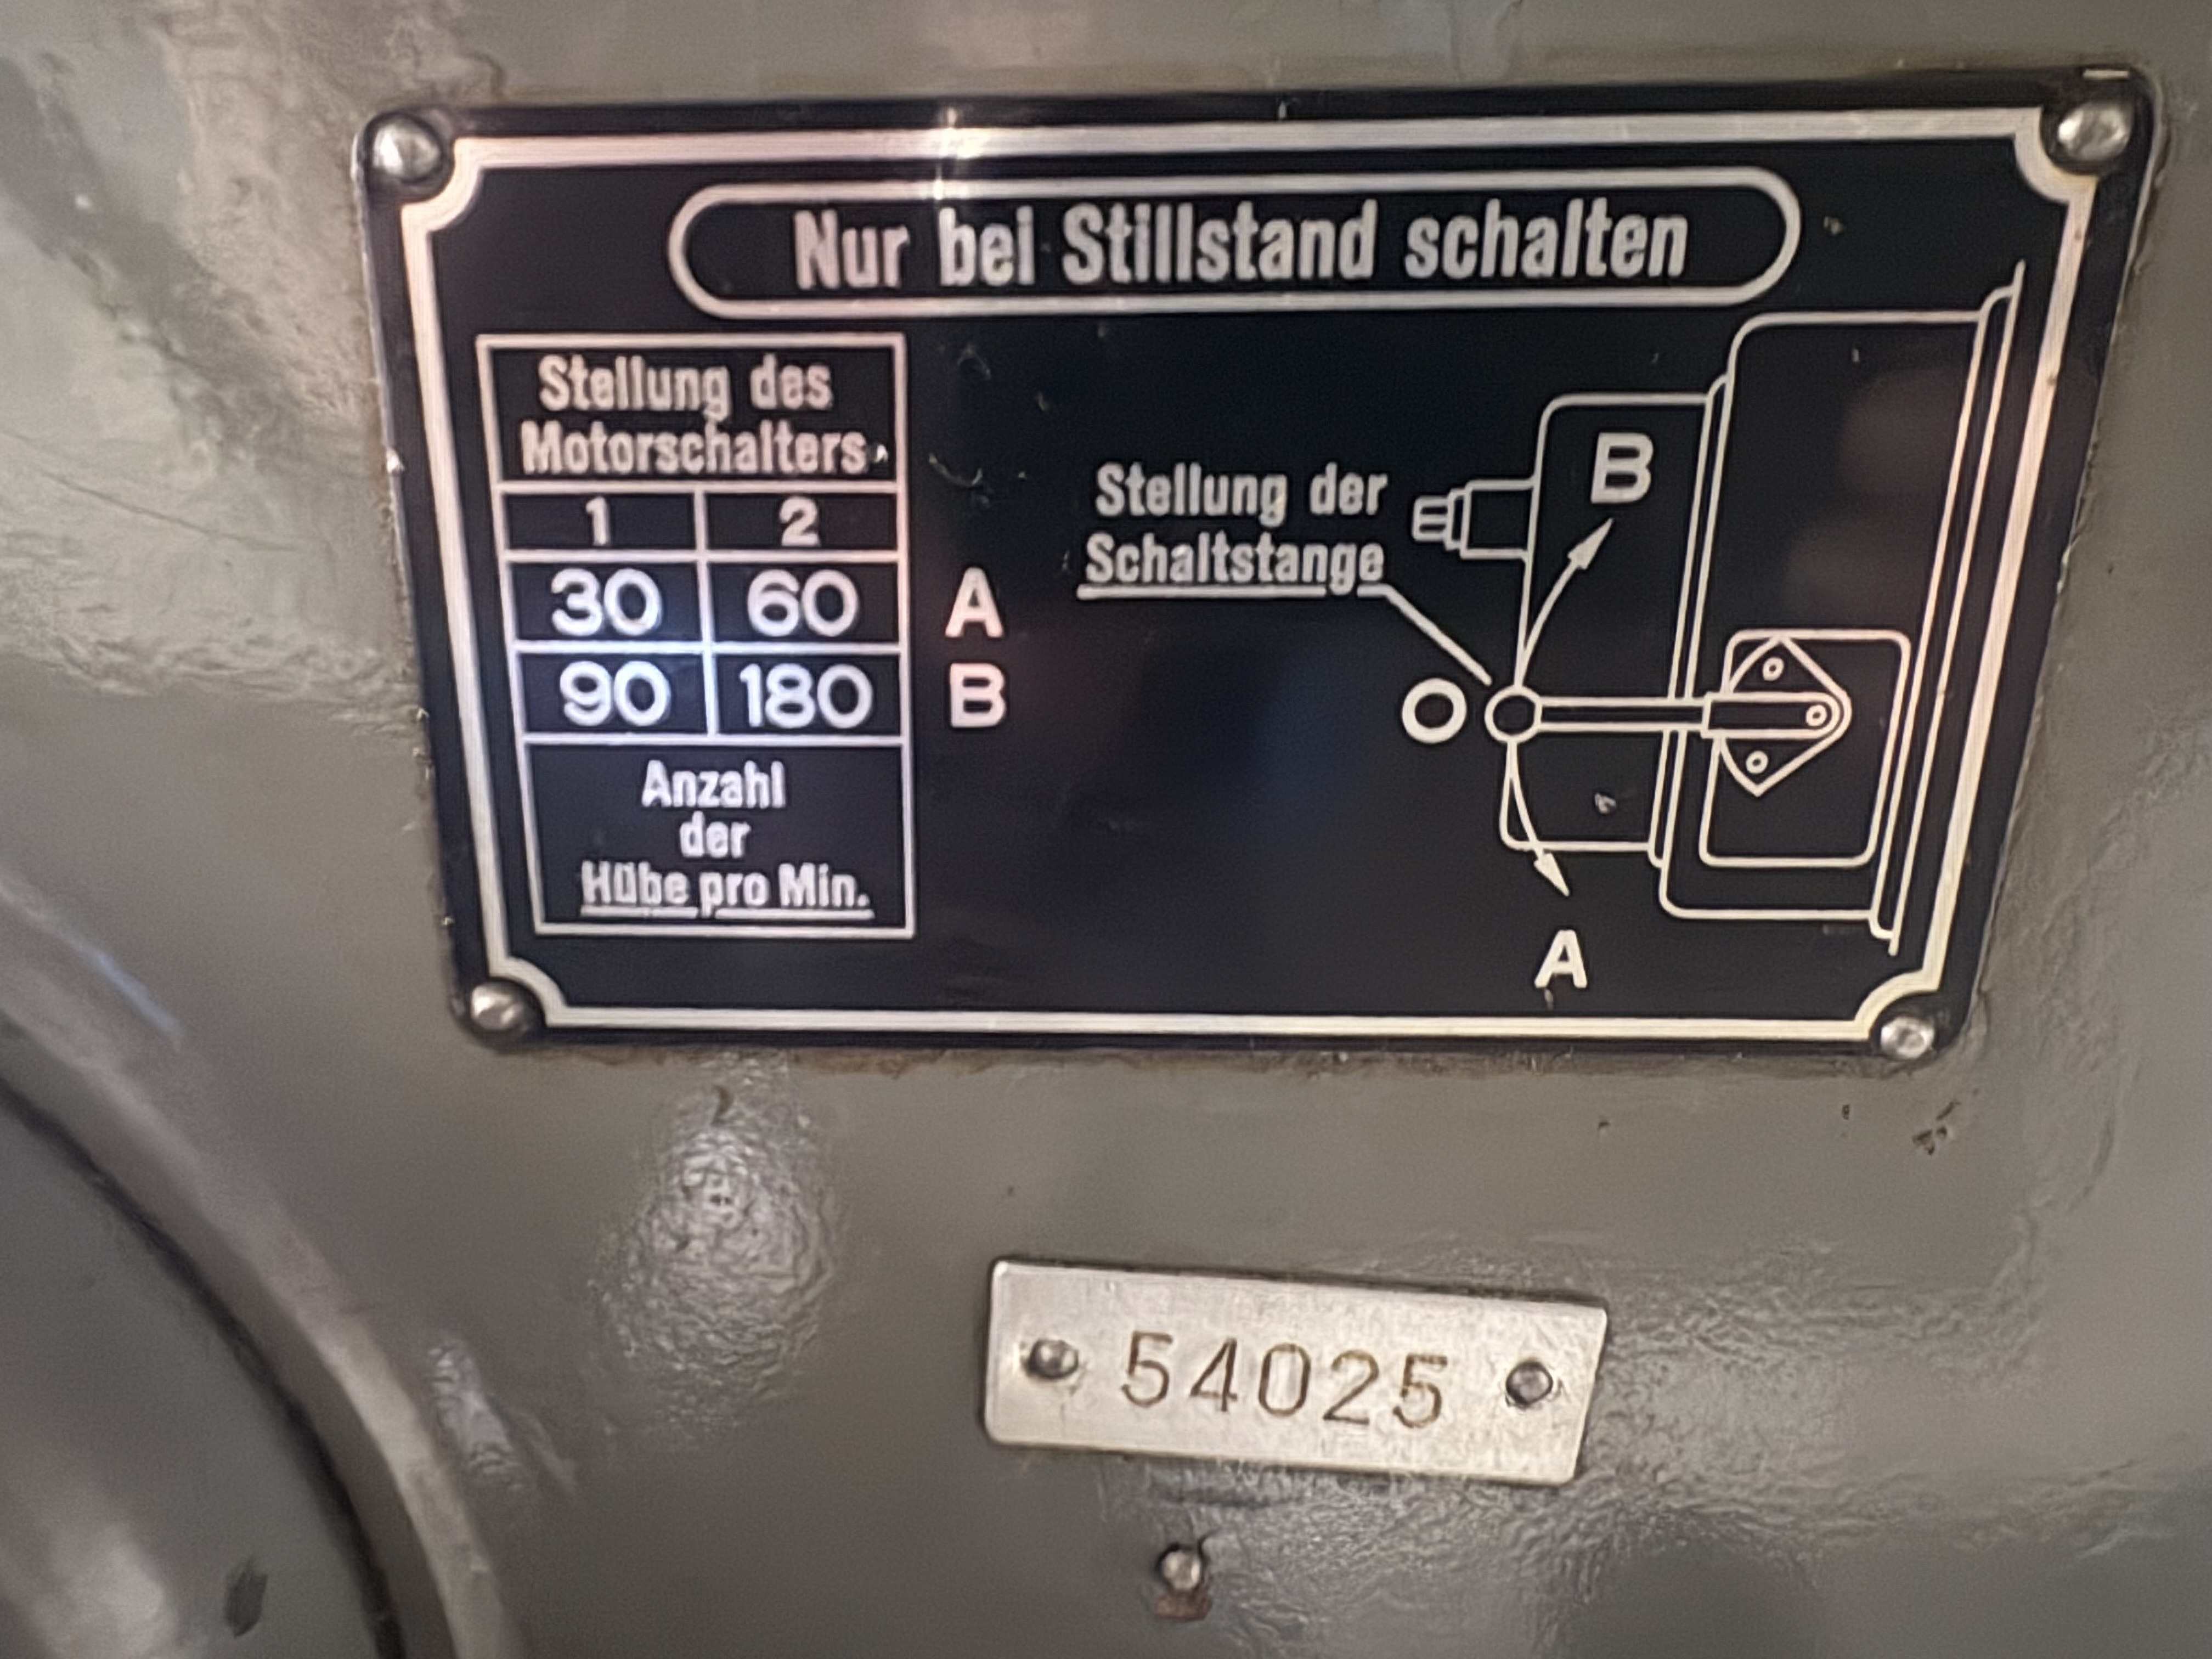 Nur bei Stillstand schalten
Stellung des
Motorschalters
1 2
30 60 A
90 180 B
Anzahl
der
Hübe pro Min.
Stellung der
Schaltstange
B
O
A
54025